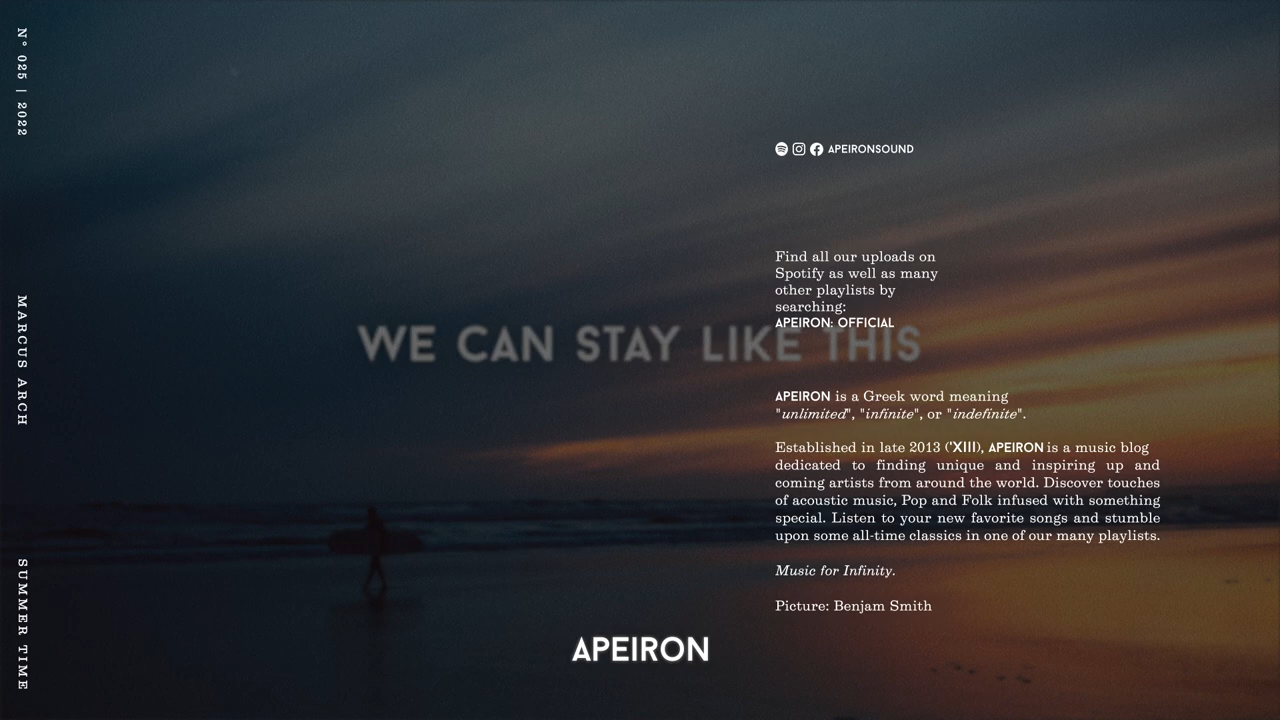 N° 025 | 2022
MARCUS ARCH
SUMMER TIME
APEIRONSOUND
Find all our uploads on
Spotify as well as many
other playlists by
searching:
APEIRON: OFFICIAL
WE CAN STAY LIKE THIS
APEIRON is a Greek word meaning
"unlimited", "infinite", or "indefinite".
Established in late 2013 ('XIII), APEIRON is a music blog
dedicated to finding unique and inspiring up and
coming artists from around the world. Discover touches
of acoustic music, Pop and Folk infused with something
special. Listen to your new favorite songs and stumble
upon some all-time classics in one of our many playlists.
Music for Infinity.
Picture: Benjam Smith
APEIRON